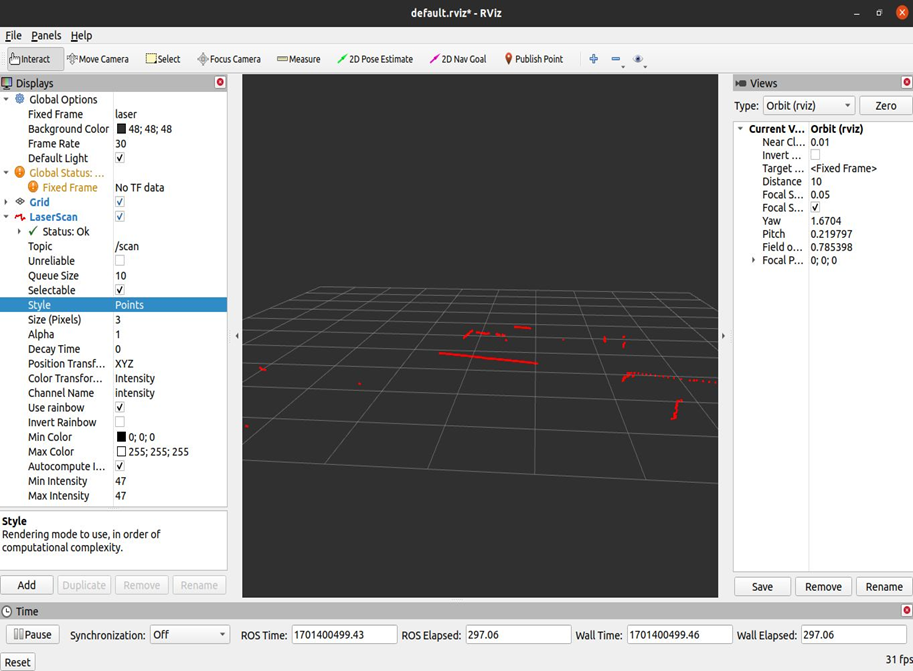 default.rviz* - RViz
File Panels Help
Interact Move Camera Select Focus Camera Measure 2D Pose Estimate 2D Nav Goal Publish Point
Displays
Global Options
Fixed Frame laser
Background Color 48; 48; 48
Frame Rate 30
Default Light
Global Status: ...
Fixed Frame No TF data
Grid
LaserScan
Status: Ok
Topic /scan
Unreliable
Queue Size 10
Selectable
Style Points
Size (Pixels) 3
Alpha 1
Decay Time 0
Position Transf... XYZ
Color Transfor... Intensity
Channel Name intensity
Use rainbow
Invert Rainbow
Min Color 0; 0; 0
Max Color 255; 255; 255
Autocompute I...
Min Intensity 47
Max Intensity 47
Style
Rendering mode to use, in order of
computational complexity.
Add Duplicate Remove Rename
Views
Type: Orbit (rviz) Zero
Current V... Orbit (rviz)
Near Cl... 0.01
Invert ...
Target ... <Fixed Frame>
Distance 10
Focal S... 0.05
Focal S...
Yaw 1.6704
Pitch 0.219797
Field o... 0.785398
Focal P... 0; 0; 0
Save Remove Rename
Time
Pause Synchronization: Off ROS Time: 1701400499.43 ROS Elapsed: 297.06 Wall Time: 1701400499.46 Wall Elapsed: 297.06
Reset 31 fps